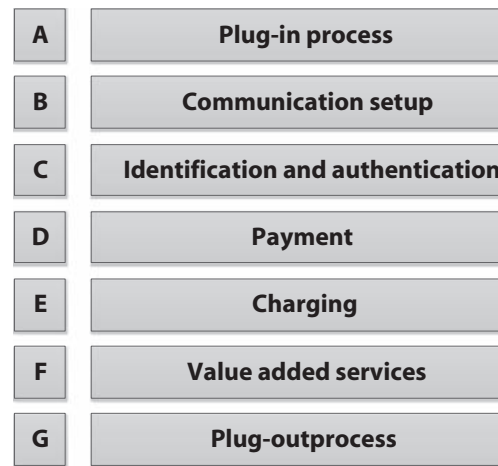 A Plug-in process
B Communication setup
C Identification and authentication
D Payment
E Charging
F Value added services
G Plug-outprocess